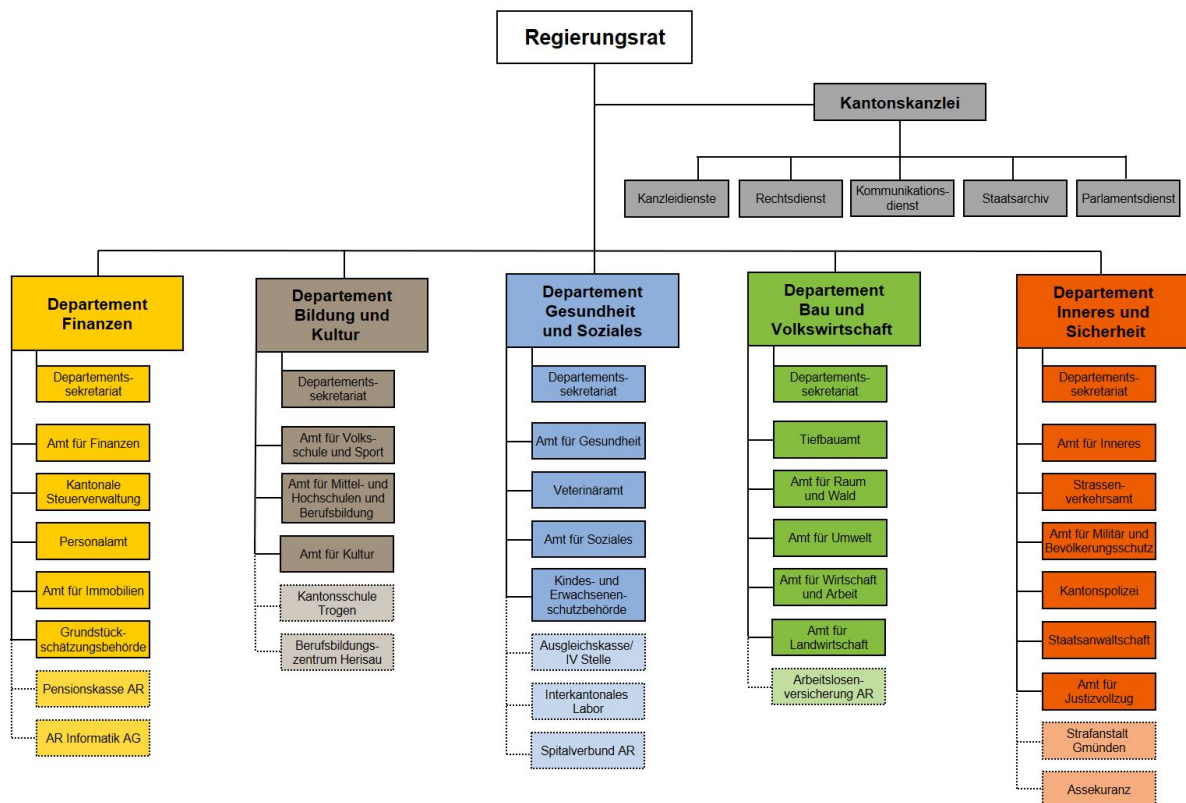 Regierungsrat
Kantonskanzlei
Kanzleidienste
Rechtsdienst
Kommunikations-
dienst
Staatsarchiv
Parlamentsdienst
Departement
Finanzen
Departements-
sekretariat
Amt für Finanzen
Kantonale
Steuerverwaltung
Personalamt
Amt für Immobilien
Grundstück-
schätzungsbehörde
Pensionskasse AR
AR Informatik AG
Departement
Bildung und
Kultur
Departements-
sekretariat
Amt für Volks-
schule und Sport
Amt für Mittel- und
Hochschulen und
Berufsbildung
Amt für Kultur
Kantonsschule
Trogen
Berufsbildungs-
zentrum Herisau
Departement
Gesundheit
und Soziales
Departements-
sekretariat
Amt für Gesundheit
Veterinäramt
Amt für Soziales
Kindes- und
Erwachsenen-
schutzbehörde
Ausgleichskasse/
IV Stelle
Interkantonales
Labor
Spitalverbund AR
Departement
Bau und
Volkswirtschaft
Departements-
sekretariat
Tiefbauamt
Amt für Raum
und Wald
Amt für Umwelt
Amt für Wirtschaft
und Arbeit
Amt für
Landwirtschaft
Arbeitslosen-
versicherung AR
Departement
Inneres und
Sicherheit
Departements-
sekretariat
Amt für Inneres
Strassen-
verkehrsamt
Amt für Militär und
Bevölkerungsschutz
Kantonspolizei
Staatsanwaltschaft
Amt für
Justizvollzug
Strafanstalt
Gmünden
Assekuranz